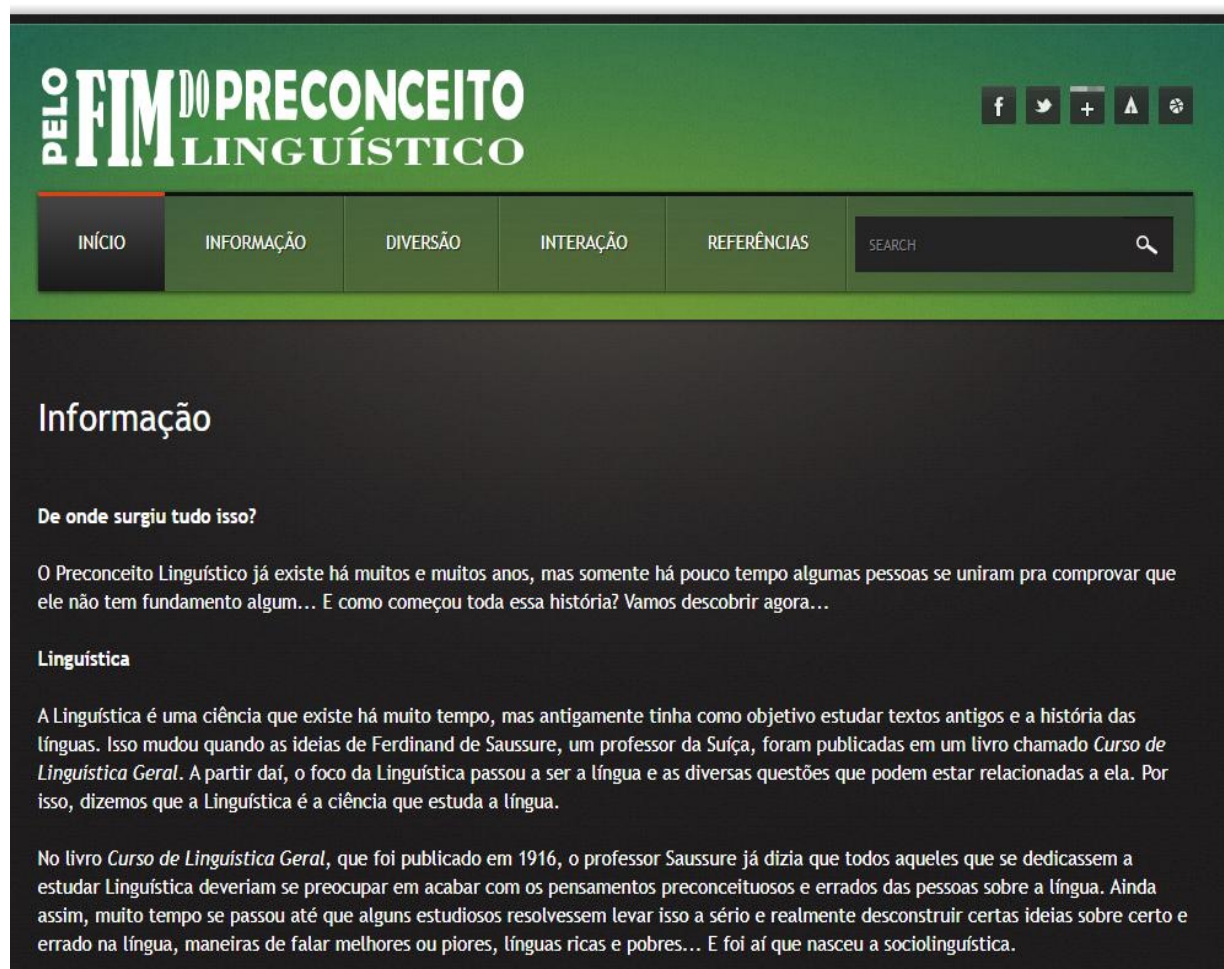 PELO FIM DO PRECONCEITO
LINGUÍSTICO
INÍCIO INFORMAÇÃO DIVERSÃO INTERAÇÃO REFERÊNCIAS SEARCH
Informação
De onde surgiu tudo isso?
O Preconceito Linguístico já existe há muitos e muitos anos, mas somente há pouco tempo algumas pessoas se uniram pra comprovar que
ele não tem fundamento algum... E como começou toda essa história? Vamos descobrir agora...
Linguística
A Linguística é uma ciência que existe há muito tempo, mas antigamente tinha como objetivo estudar textos antigos e a história das
línguas. Isso mudou quando as ideias de Ferdinand de Saussure, um professor da Suíça, foram publicadas em um livro chamado Curso de
Linguística Geral. A partir daí, o foco da Linguística passou a ser a língua e as diversas questões que podem estar relacionadas a ela. Por
isso, dizemos que a Linguística é a ciência que estuda a língua.
No livro Curso de Linguística Geral, que foi publicado em 1916, o professor Saussure já dizia que todos aqueles que se dedicassem a
estudar Linguística deveriam se preocupar em acabar com os pensamentos preconceituosos e errados das pessoas sobre a língua. Ainda
assim, muito tempo se passou até que alguns estudiosos resolvessem levar isso a sério e realmente desconstruir certas ideias sobre certo e
errado na língua, maneiras de falar melhores ou piores, línguas ricas e pobres... E foi aí que nasceu a sociolinguística.